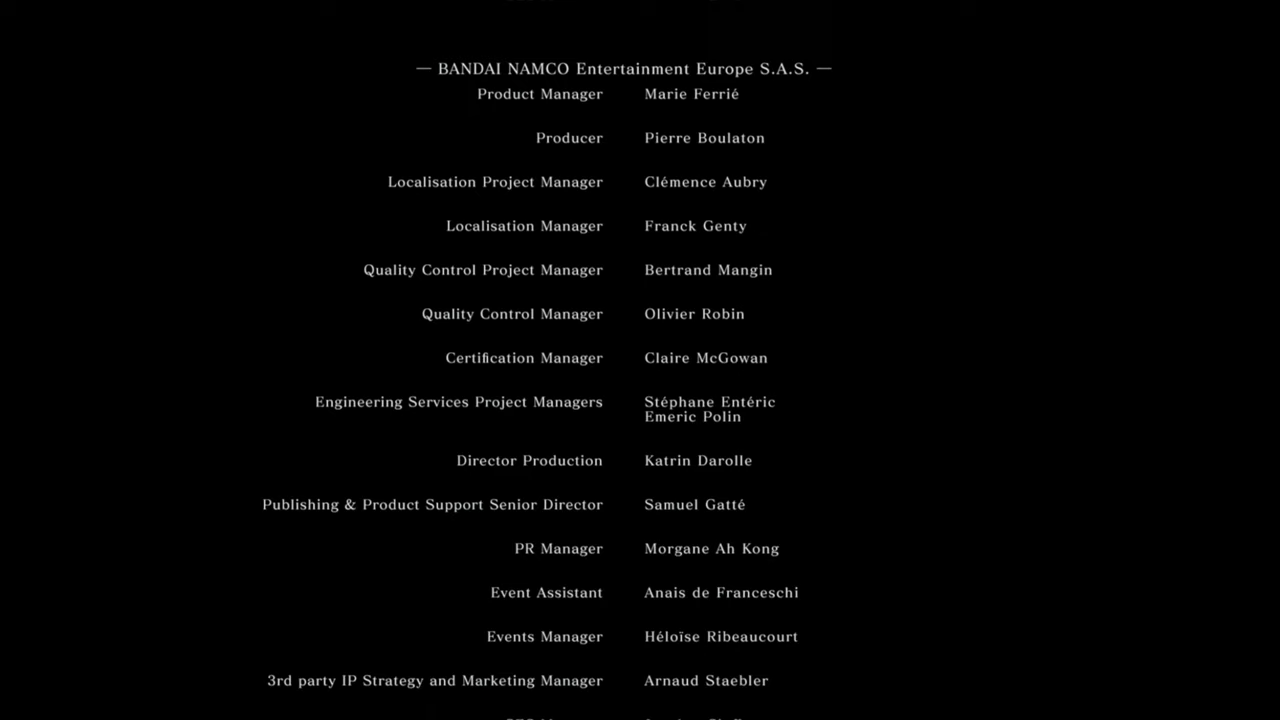 — BANDAI NAMCO Entertainment Europe S.A.S. —
Product Manager Marie Ferrié
Producer Pierre Boulaton
Localisation Project Manager Clémence Aubry
Localisation Manager Franck Genty
Quality Control Project Manager Bertrand Mangin
Quality Control Manager Olivier Robin
Certification Manager Claire McGowan
Engineering Services Project Managers Stéphane Entéric
Emeric Polin
Director Production Katrin Darolle
Publishing & Product Support Senior Director Samuel Gatté
PR Manager Morgane Ah Kong
Event Assistant Anais de Franceschi
Events Manager Héloïse Ribeaucourt
3rd party IP Strategy and Marketing Manager Arnaud Staebler